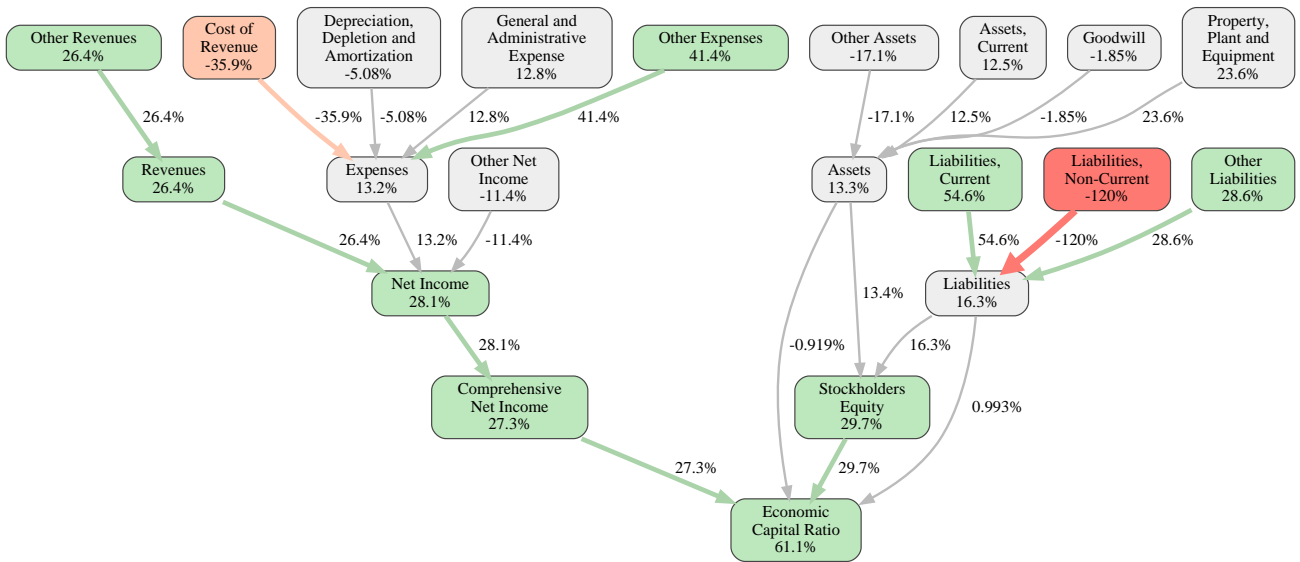 Other Revenues
26.4%
Cost of
Revenue
-35.9%
Depreciation,
Depletion and
Amortization
-5.08%
General and
Administrative
Expense
12.8%
Other Expenses
41.4%
Other Assets
-17.1%
Assets,
Current
12.5%
Goodwill
-1.85%
Property,
Plant and
Equipment
23.6%
26.4%
-35.9%
-5.08%
12.8%
41.4%
-17.1%
12.5%
-1.85%
23.6%
Revenues
26.4%
Expenses
13.2%
Other Net
Income
-11.4%
Assets
13.3%
Liabilities,
Current
54.6%
Liabilities,
Non-Current
-120%
Other
Liabilities
28.6%
26.4%
13.2%
-11.4%
54.6%
-120%
28.6%
Net Income
28.1%
13.4%
Liabilities
16.3%
28.1%
-0.919%
16.3%
Comprehensive
Net Income
27.3%
Stockholders
Equity
29.7%
0.993%
27.3%
29.7%
Economic
Capital Ratio
61.1%